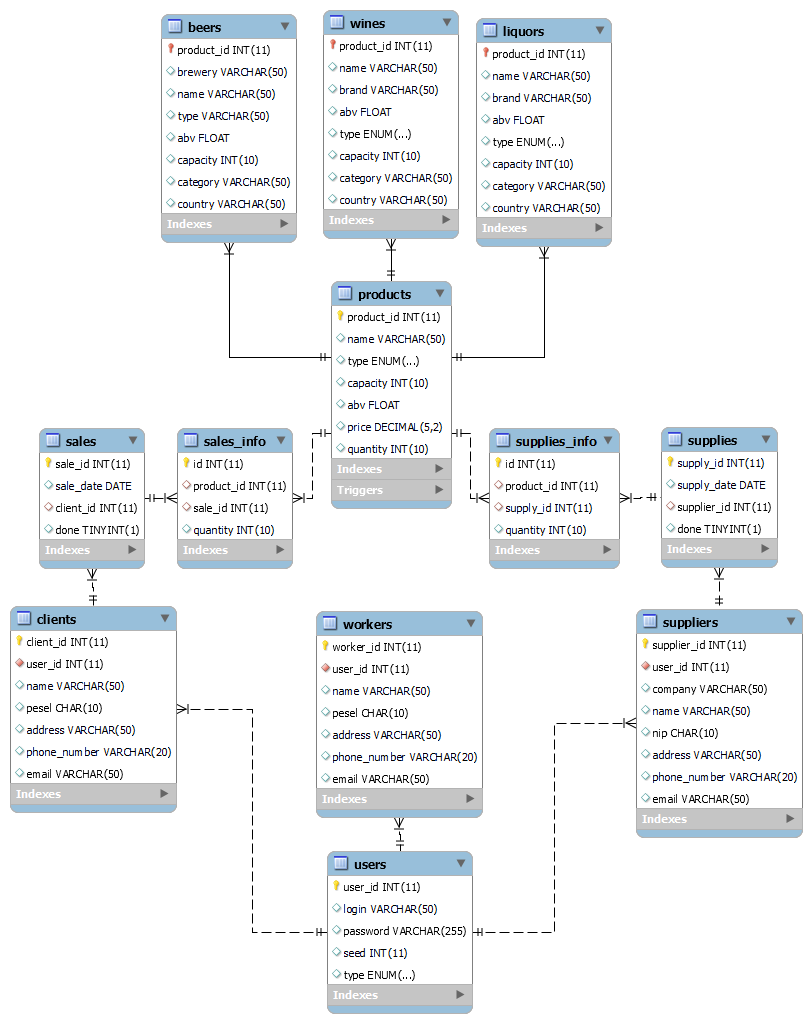 beers
product_id INT(11)
brewery VARCHAR(50)
name VARCHAR(50)
type VARCHAR(50)
abv FLOAT
capacity INT(10)
category VARCHAR(50)
country VARCHAR(50)
Indexes
wines
product_id INT(11)
name VARCHAR(50)
brand VARCHAR(50)
abv FLOAT
type ENUM(...)
capacity INT(10)
category VARCHAR(50)
country VARCHAR(50)
Indexes
liquors
product_id INT(11)
name VARCHAR(50)
brand VARCHAR(50)
abv FLOAT
type ENUM(...)
capacity INT(10)
category VARCHAR(50)
country VARCHAR(50)
Indexes
products
product_id INT(11)
name VARCHAR(50)
type ENUM(...)
capacity INT(10)
abv FLOAT
price DECIMAL(5,2)
quantity INT(10)
Indexes
Triggers
sales
sale_id INT(11)
sale_date DATE
client_id INT(11)
done TINYINT(1)
Indexes
sales_info
id INT(11)
product_id INT(11)
sale_id INT(11)
quantity INT(10)
Indexes
supplies_info
id INT(11)
product_id INT(11)
supply_id INT(11)
quantity INT(10)
Indexes
supplies
supply_id INT(11)
supply_date DATE
supplier_id INT(11)
done TINYINT(1)
Indexes
clients
client_id INT(11)
user_id INT(11)
name VARCHAR(50)
pesel CHAR(10)
address VARCHAR(50)
phone_number VARCHAR(20)
email VARCHAR(50)
Indexes
workers
worker_id INT(11)
user_id INT(11)
name VARCHAR(50)
pesel CHAR(10)
address VARCHAR(50)
phone_number VARCHAR(20)
email VARCHAR(50)
Indexes
suppliers
supplier_id INT(11)
user_id INT(11)
company VARCHAR(50)
name VARCHAR(50)
nip CHAR(10)
address VARCHAR(50)
phone_number VARCHAR(20)
email VARCHAR(50)
Indexes
users
user_id INT(11)
login VARCHAR(50)
password VARCHAR(255)
seed INT(11)
type ENUM(...)
Indexes